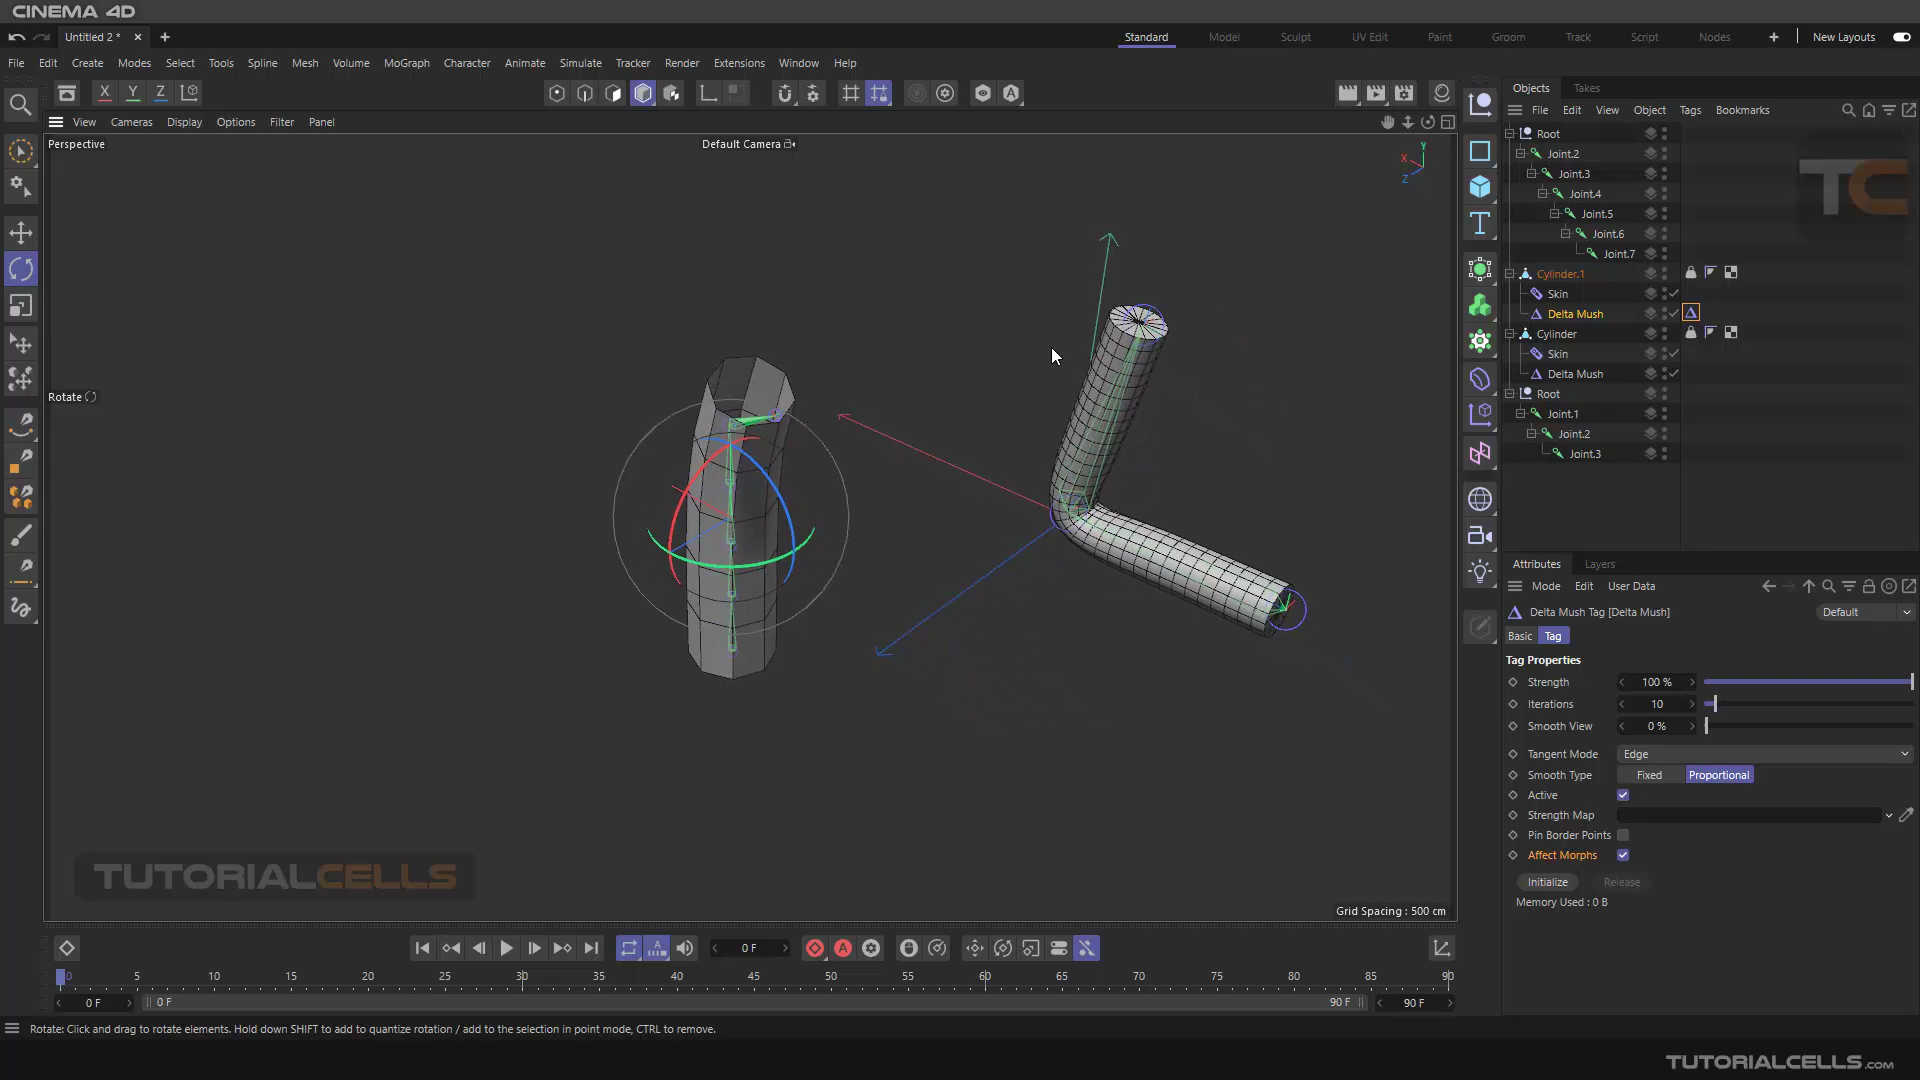 CINEMA 4D
Untitled 2 *
Standard
Model
Sculpt
UV Edit
Paint
Groom
Track
Script
Nodes
New Layouts
File Edit Create Modes Select Tools Spline Mesh Volume MoGraph Character Animate Simulate Tracker Render Extensions Window Help
X Y Z
View Cameras Display Options Filter Panel
Perspective
Default Camera
Y
X
Z
Rotate
Objects Takes
File Edit View Object Tags Bookmarks
Root
Joint.2
Joint.3
Joint.4
Joint.5
Joint.6
Joint.7
Cylinder.1
Skin
Delta Mush
Cylinder
Skin
Delta Mush
Root
Joint.1
Joint.2
Joint.3
TC
Attributes Layers
Mode Edit User Data
Delta Mush Tag [Delta Mush]
Default
Basic Tag
Tag Properties
Strength 100 %
Iterations 10
Smooth View 0 %
Tangent Mode Edge
Smooth Type Fixed Proportional
Active
Strength Map
Pin Border Points
Affect Morphs
Initialize Release
Memory Used : 0 B
TUTORIALCELLS
Grid Spacing : 500 cm
0 F
0 5 10 15 20 25 30 35 40 45 50 55 60 65 70 75 80 85 90
0 F 0 F 90 F 90 F
Rotate: Click and drag to rotate elements. Hold down SHIFT to add to quantize rotation / add to the selection in point mode, CTRL to remove.
TUTORIALCELLS.com